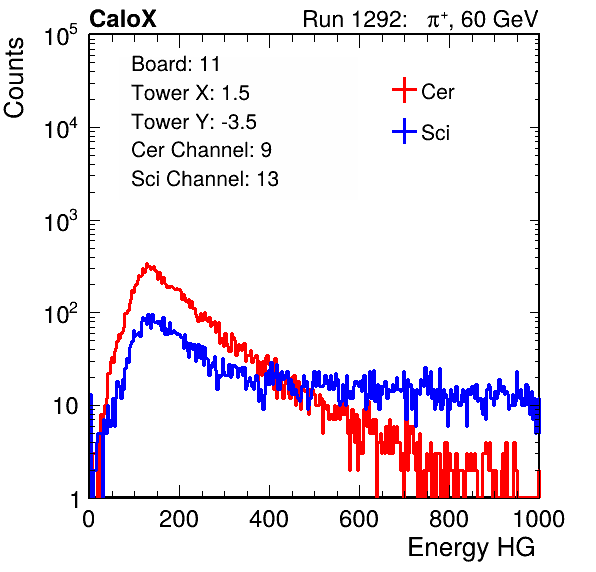 CaloX Run 1292: π⁺, 60 GeV
Counts
10⁵
10⁴
10³
10²
10
1
Board: 11
Tower X: 1.5
Tower Y: -3.5
Cer Channel: 9
Sci Channel: 13
Cer
Sci
0 200 400 600 800 1000
Energy HG